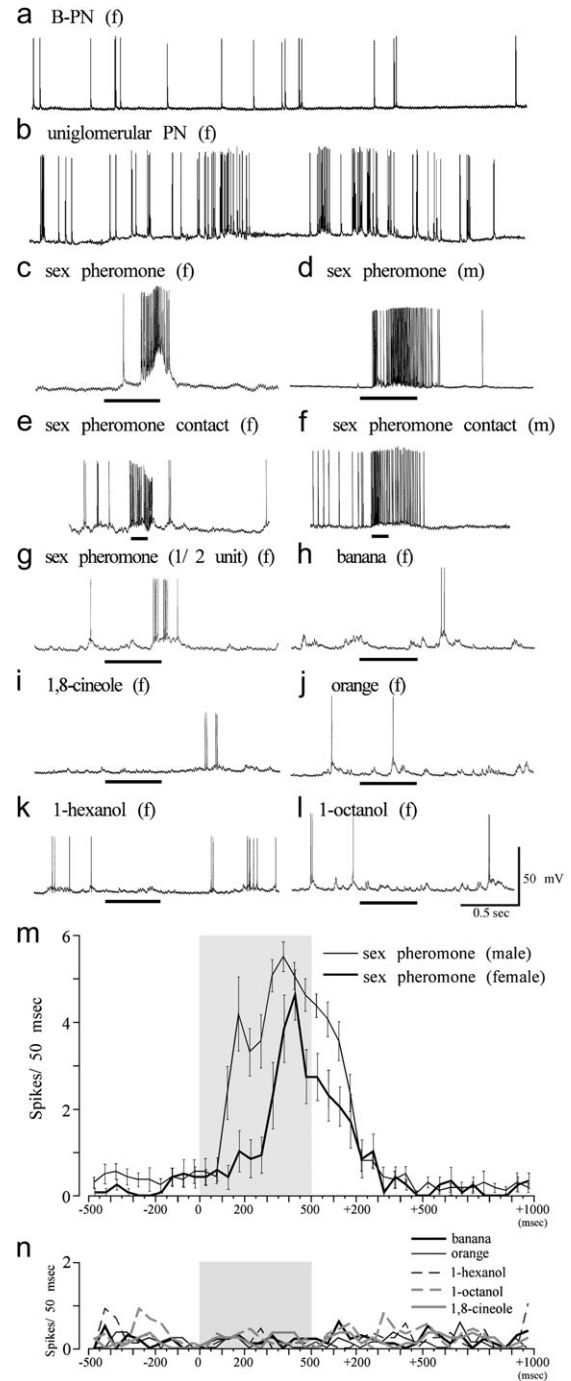 a B-PN (f)
b uniglomerular PN (f)
c sex pheromone (f)
d sex pheromone (m)
e sex pheromone contact (f)
f sex pheromone contact (m)
g sex pheromone (1/ 2 unit) (f)
h banana (f)
i 1,8-cineole (f)
j orange (f)
k 1-hexanol (f)
l 1-octanol (f)
50 mV
0.5 sec
m
6
4
2
0
Spikes/ 50 msec
sex pheromone (male)
sex pheromone (female)
-500 -200 0 200 500 +200 +500 +1000
(msec)
n
2
0
Spikes/ 50 msec
banana
orange
1-hexanol
1-octanol
1,8-cineole
-500 -200 0 200 500 +200 +500 +1000
(msec)